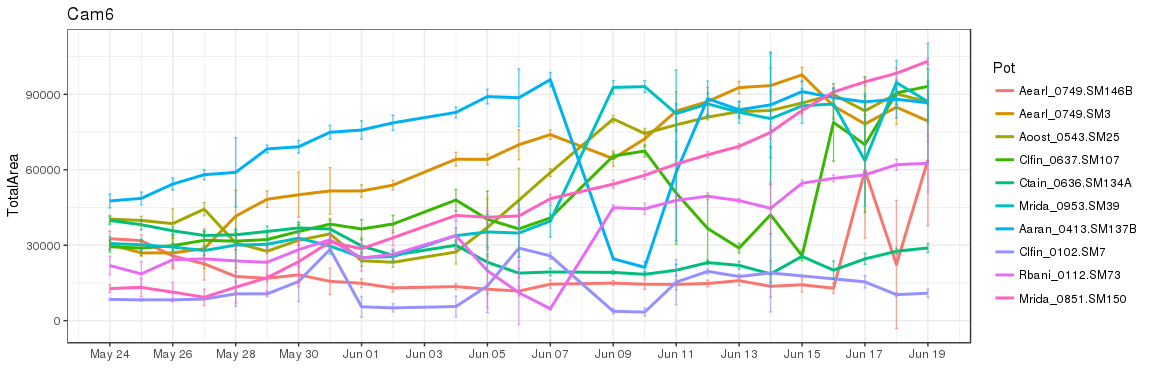 Cam6
TotalArea
90000
60000
30000
0
May 24 May 26 May 28 May 30 Jun 01 Jun 03 Jun 05 Jun 07 Jun 09 Jun 11 Jun 13 Jun 15 Jun 17 Jun 19
Pot
Aearl_0749.SM146B
Aearl_0749.SM3
Aoost_0543.SM25
Clfin_0637.SM107
Ctain_0636.SM134A
Mrida_0953.SM39
Aaran_0413.SM137B
Clfin_0102.SM7
Rbani_0112.SM73
Mrida_0851.SM150